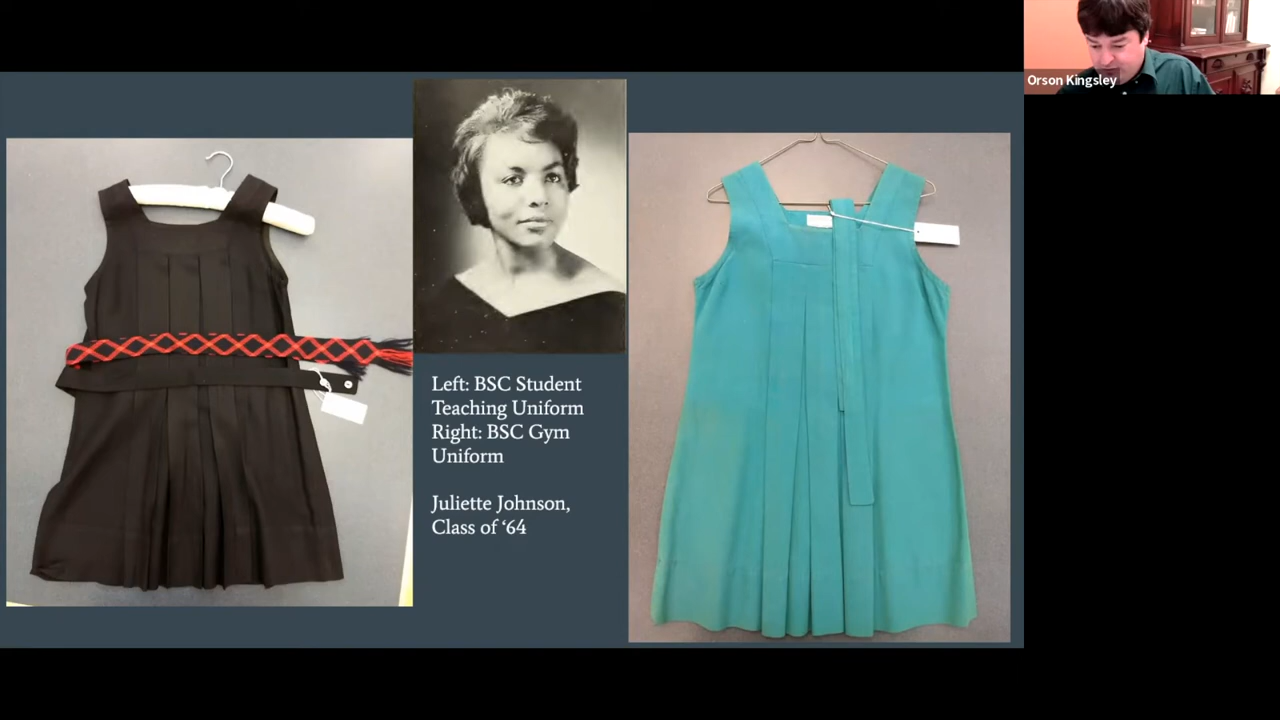 Orson Kingsley
Left: BSC Student
Teaching Uniform
Right: BSC Gym
Uniform
Juliette Johnson,
Class of ‘64